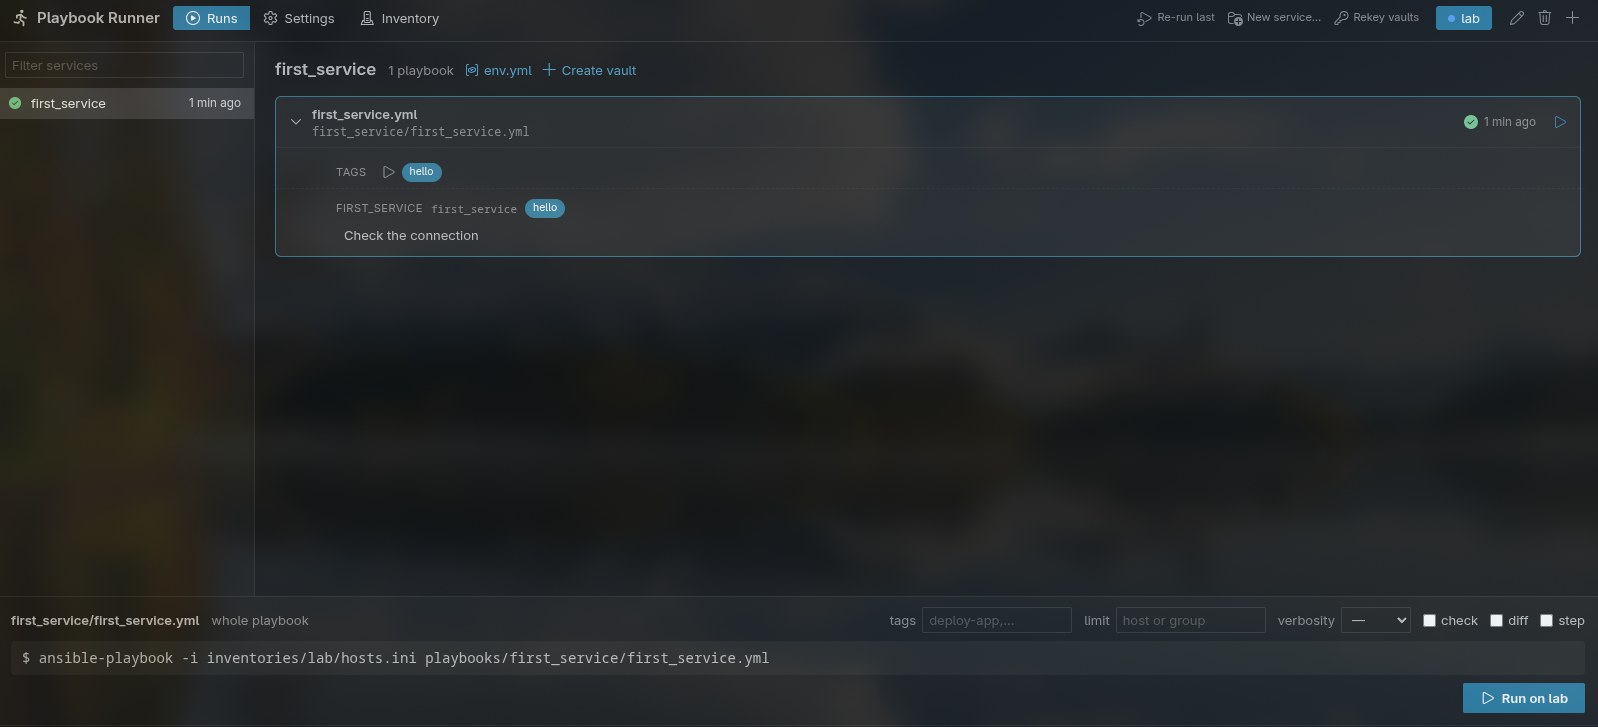 Playbook Runner Runs Settings Inventory Re-run last New service... Rekey vaults lab
Filter services
first_service 1 min ago
first_service 1 playbook env.yml Create vault
first_service.yml
first_service/first_service.yml
1 min ago
TAGS hello
FIRST_SERVICE first_service hello
Check the connection
first_service/first_service.yml whole playbook tags deploy-app,... limit host or group verbosity — check diff step
$ ansible-playbook -i inventories/lab/hosts.ini playbooks/first_service/first_service.yml
Run on lab